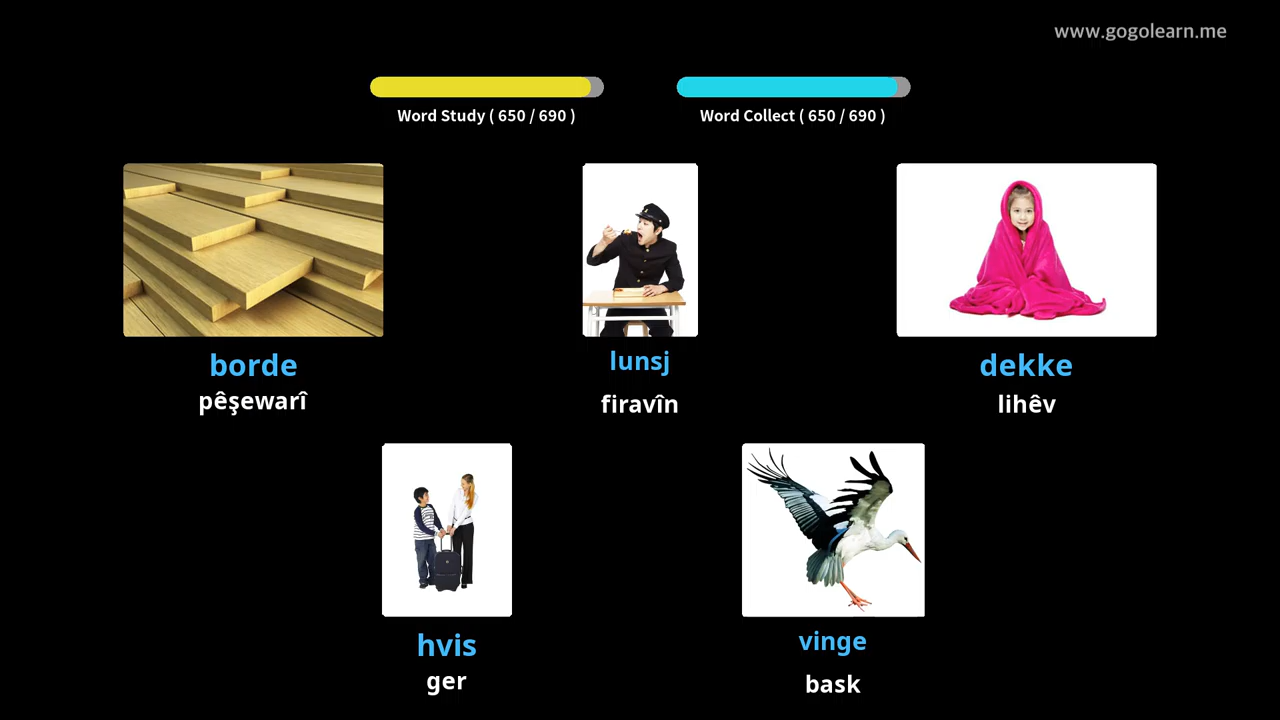 www.gogolearn.me
Word Study ( 650 / 690 )
Word Collect ( 650 / 690 )
borde
pêşewarî
lunsj
firavîn
dekke
lihêv
hvis
ger
vinge
bask